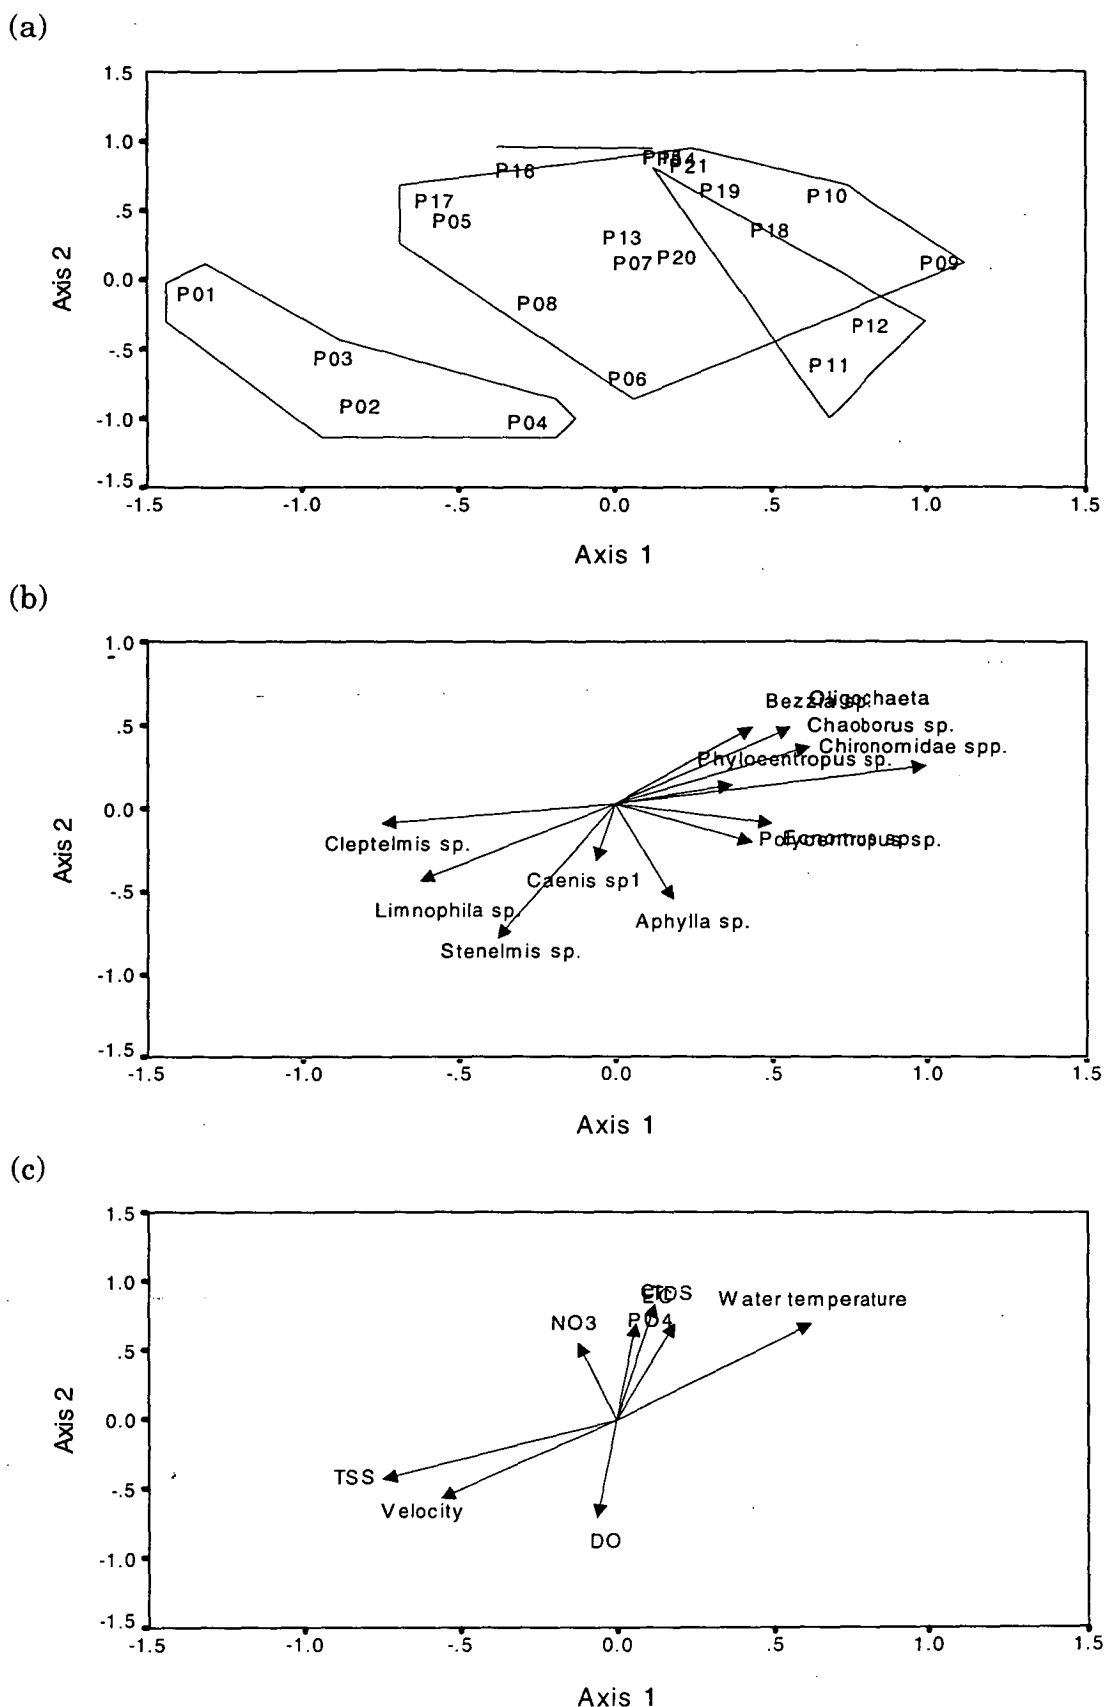 (a)
1.5
1.0
.5
0.0
-.5
-1.0
-1.5
Axis 2
P16
P21
P17
P05
P19
P10
P18
P13
P07
P20
P09
P01
P08
P12
P03
P11
P06
P02
P04
-1.5 -1.0 -.5 0.0 .5 1.0 1.5
Axis 1
(b)
1.0
.5
0.0
-.5
-1.0
-1.5
Axis 2
Bezzia sp.
Oligochaeta
Chaoborus sp.
Chironomidae spp.
Phylocentropus sp.
Cleptelmis sp.
Polycentropus sp.
Caenis sp1
Limnophila sp.
Aphylla sp.
Stenelmis sp.
-1.5 -1.0 -.5 0.0 .5 1.0 1.5
Axis 1
(c)
1.5
1.0
.5
0.0
-.5
-1.0
-1.5
Axis 2
Water temperature
NO3
PO4
TSS
Velocity
DO
-1.5 -1.0 -.5 0.0 .5 1.0 1.5
Axis 1